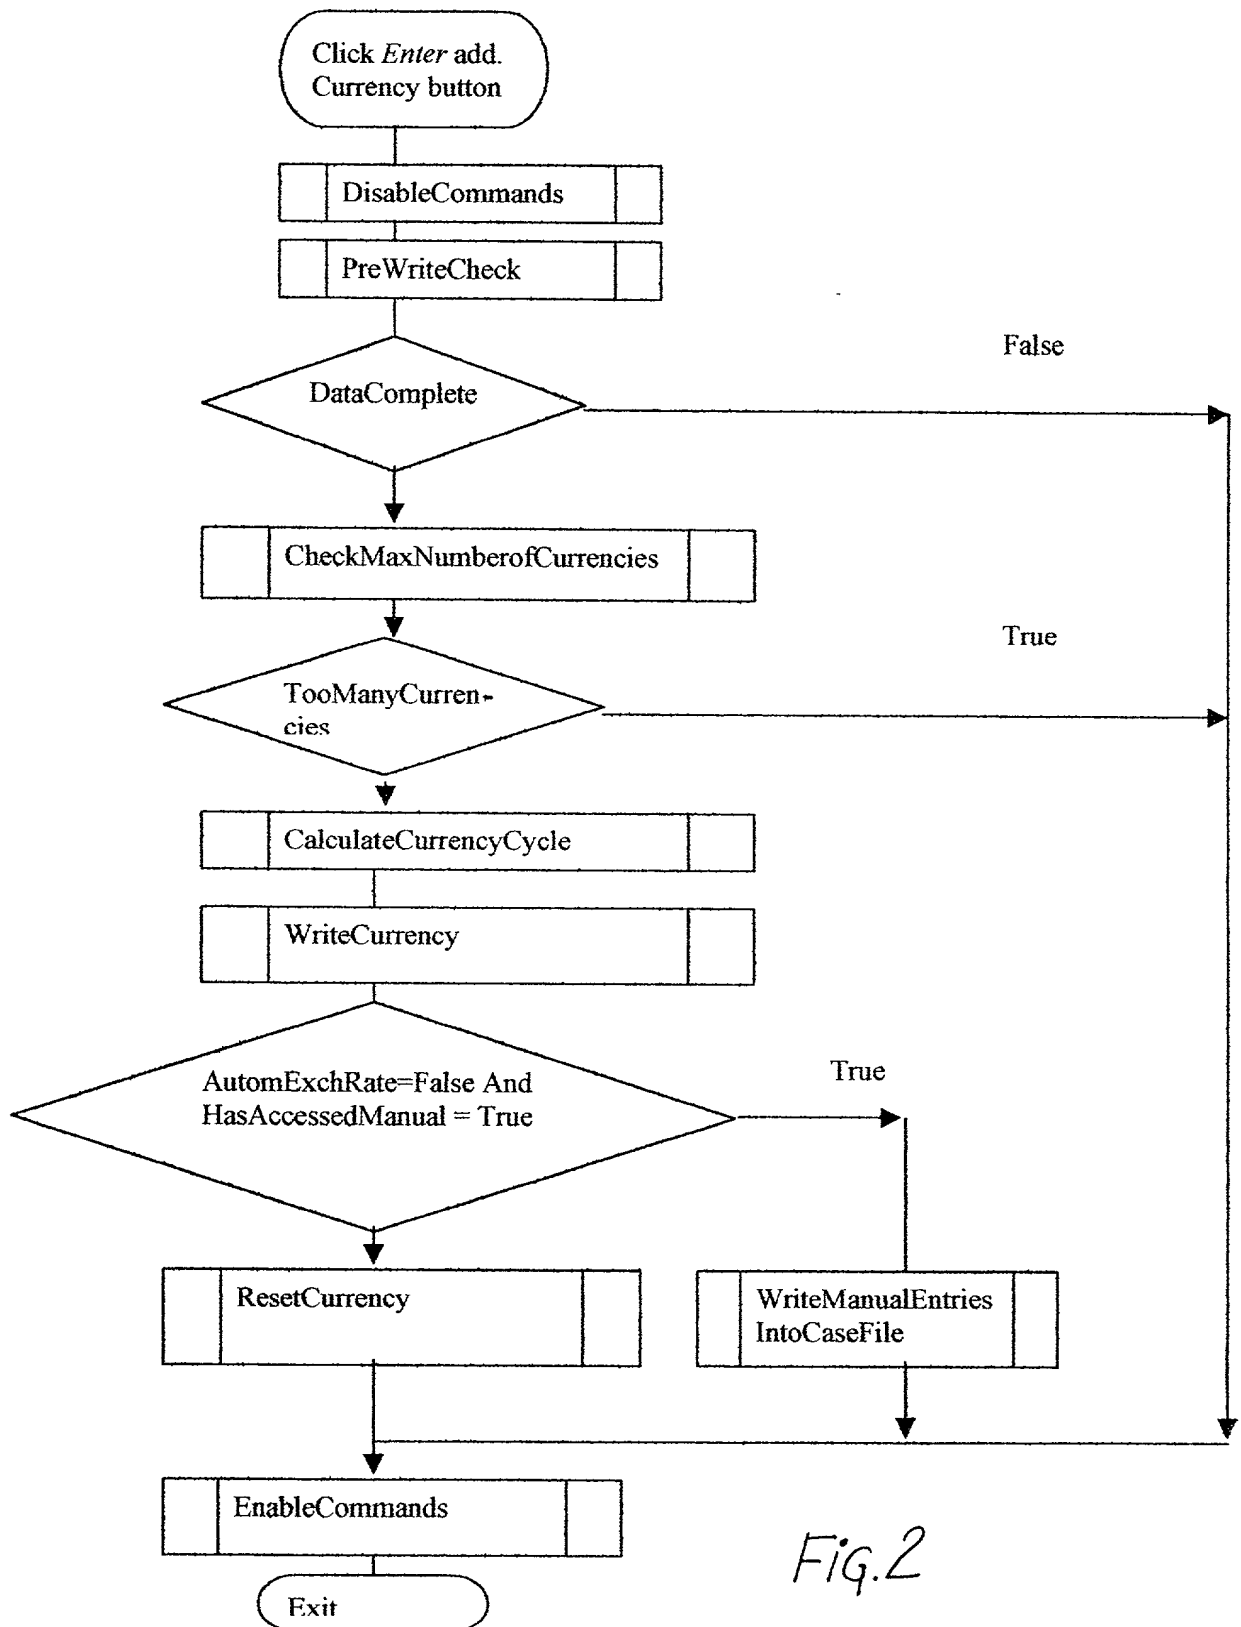 Click Enter add.
Currency button
DisableCommands
PreWriteCheck
False
DataComplete
CheckMaxNumberofCurrencies
True
TooManyCurren-
cies
CalculateCurrencyCycle
WriteCurrency
True
AutomExchRate=False And
HasAccessedManual = True
ResetCurrency
WriteManualEntries
IntoCaseFile
EnableCommands
Fig.2
Exit